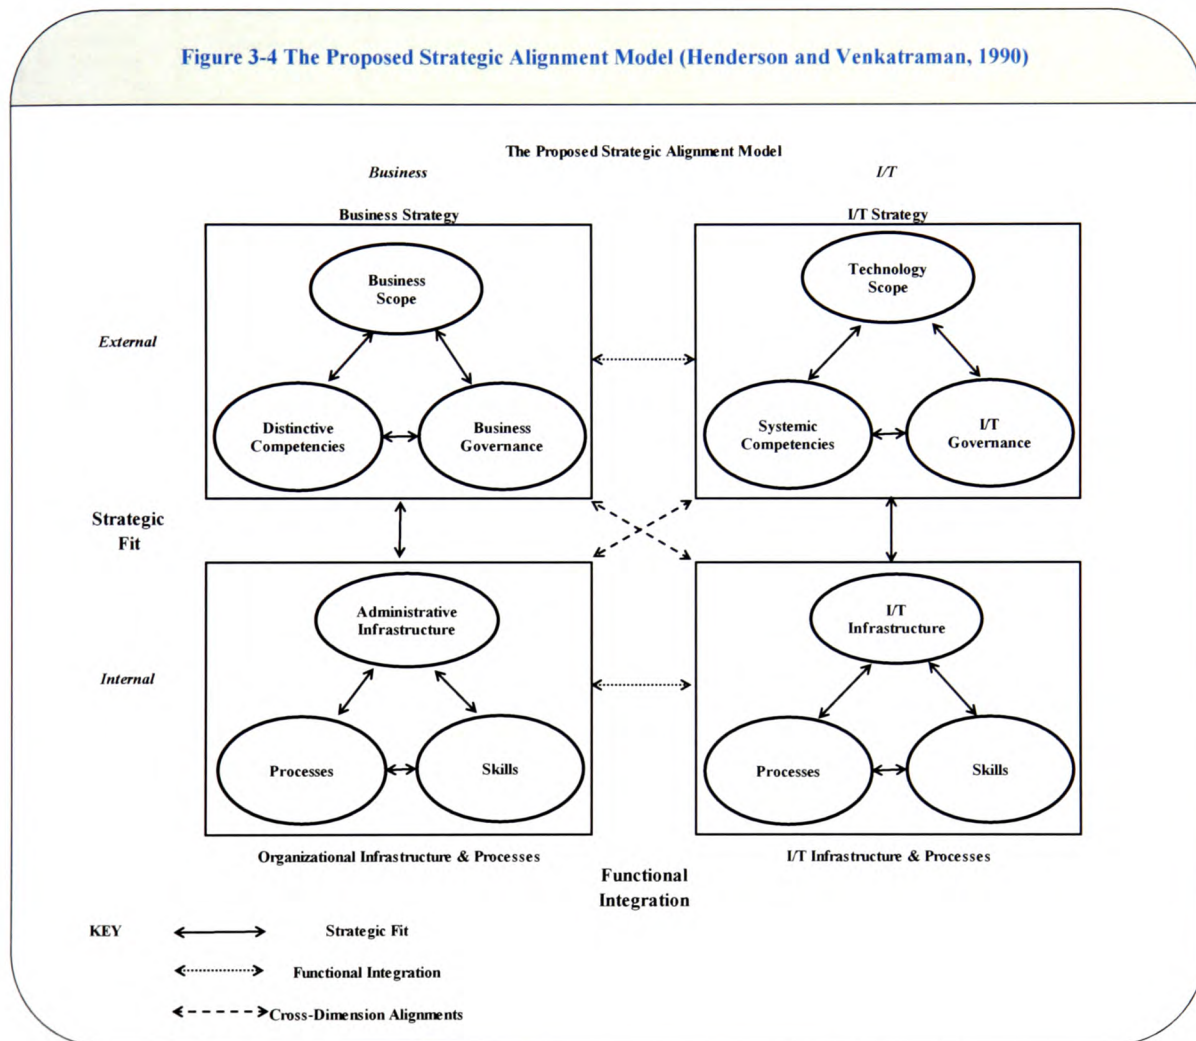 Figure 3-4 The Proposed Strategic Alignment Model (Henderson and Venkatraman, 1990)
The Proposed Strategic Alignment Model
Business
I/T
Business Strategy
I/T Strategy
Business
Scope
Technology
Scope
External
Distinctive
Competencies
Business
Governance
Systemic
Competencies
I/T
Governance
Strategic
Fit
Administrative
Infrastructure
I/T
Infrastructure
Internal
Processes
Skills
Processes
Skills
Organizational Infrastructure & Processes
I/T Infrastructure & Processes
Functional
Integration
KEY
Strategic Fit
Functional Integration
Cross-Dimension Alignments